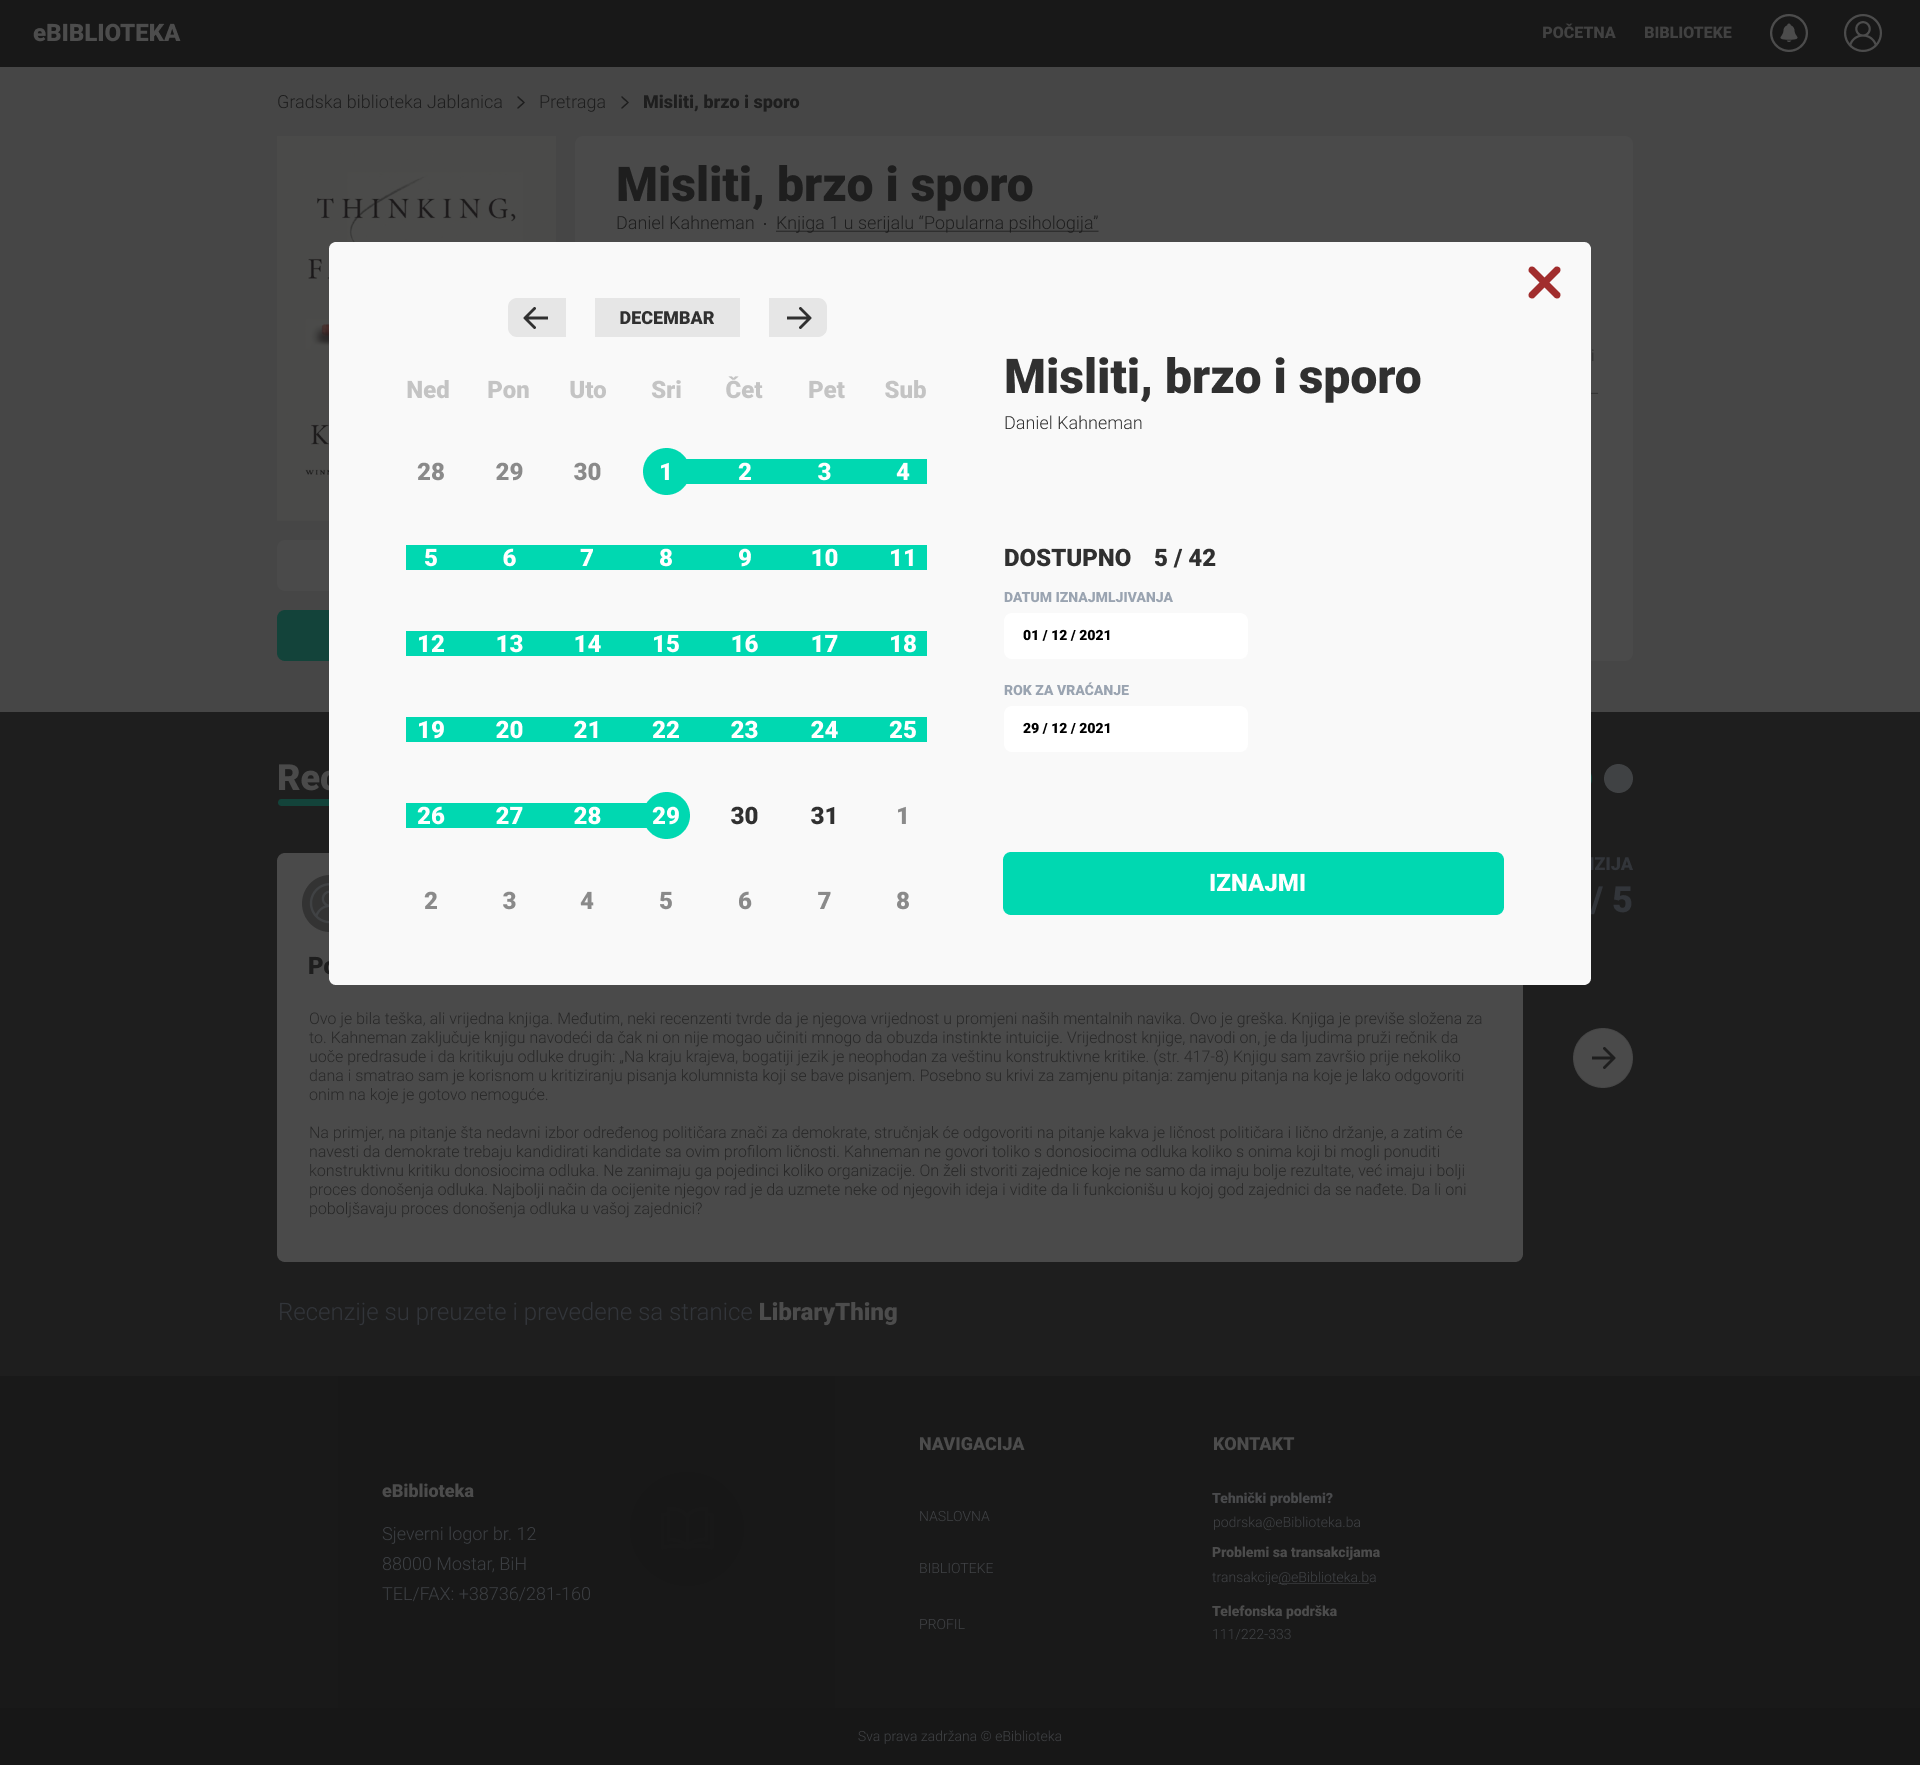 eBIBLIOTEKA
POČETNA
BIBLIOTEKE
Gradska biblioteka Jablanica > Pretraga > Misliti, brzo i sporo
THINKING,
Misliti, brzo i sporo
Daniel Kahneman · Knjiga 1 u serijalu “Popularna psihologija”
DECEMBAR
Ned Pon Uto Sri Čet Pet Sub
28 29 30 1 2 3 4
5 6 7 8 9 10 11
12 13 14 15 16 17 18
19 20 21 22 23 24 25
26 27 28 29 30 31 1
2 3 4 5 6 7 8
Misliti, brzo i sporo
Daniel Kahneman
DOSTUPNO 5 / 42
DATUM IZNAJMLJIVANJA
01 / 12 / 2021
ROK ZA VRAĆANJE
29 / 12 / 2021
IZNAJMI
/ 5
Ovo je bila teška, ali vrijedna knjiga. Međutim, neki recenzenti tvrde da je njegova vrijednost u promjeni naših mentalnih navika. Ovo je greška. Knjiga je previše složena za
to. Kahneman zaključuje knjigu navodeći da čak ni on nije mogao učiniti mnogo da obuzda instinkte intuicije. Vrijednost knjige, navodi on, je da ljudima pruži rečnik da
uoče predrasude i da kritikuju odluke drugih: „Na kraju krajeva, bogatiji jezik je neophodan za veštinu konstruktivne kritike. (str. 417-8) Knjigu sam završio prije nekoliko
dana i smatrao sam je korisnom u kritiziranju pisanja kolumnista koji se bave pisanjem. Posebno su krivi za zamjenu pitanja: zamjenu pitanja na koje je lako odgovoriti
onim na koje je gotovo nemoguće.
Na primjer, na pitanje šta nedavni izbor određenog političara znači za demokrate, stručnjak će odgovoriti na pitanje kakva je ličnost političara i lično držanje, a zatim će
navesti da demokrate trebaju kandidirati kandidate sa ovim profilom ličnosti. Kahneman ne govori toliko s donosiocima odluka koliko s onima koji bi mogli ponuditi
konstruktivnu kritiku donosiocima odluka. Ne zanimaju ga pojedinci koliko organizacije. On želi stvoriti zajednice koje ne samo da imaju bolje rezultate, već imaju i bolji
proces donošenja odluka. Najbolji način da ocijenite njegov rad je da uzmete neke od njegovih ideja i vidite da li funkcionišu u kojoj god zajednici da se nađete. Da li oni
poboljšavaju proces donošenja odluka u vašoj zajednici?
Recenzije su preuzete i prevedene sa stranice LibraryThing
eBiblioteka
Sjeverni logor br. 12
88000 Mostar, BiH
TEL/FAX: +38736/281-160
NAVIGACIJA
NASLOVNA
BIBLIOTEKE
PROFIL
KONTAKT
Tehnički problemi?
podrska@eBiblioteka.ba
Problemi sa transakcijama
transakcije@eBiblioteka.ba
Telefonska podrška
111/222-333
Sva prava zadržana © eBiblioteka